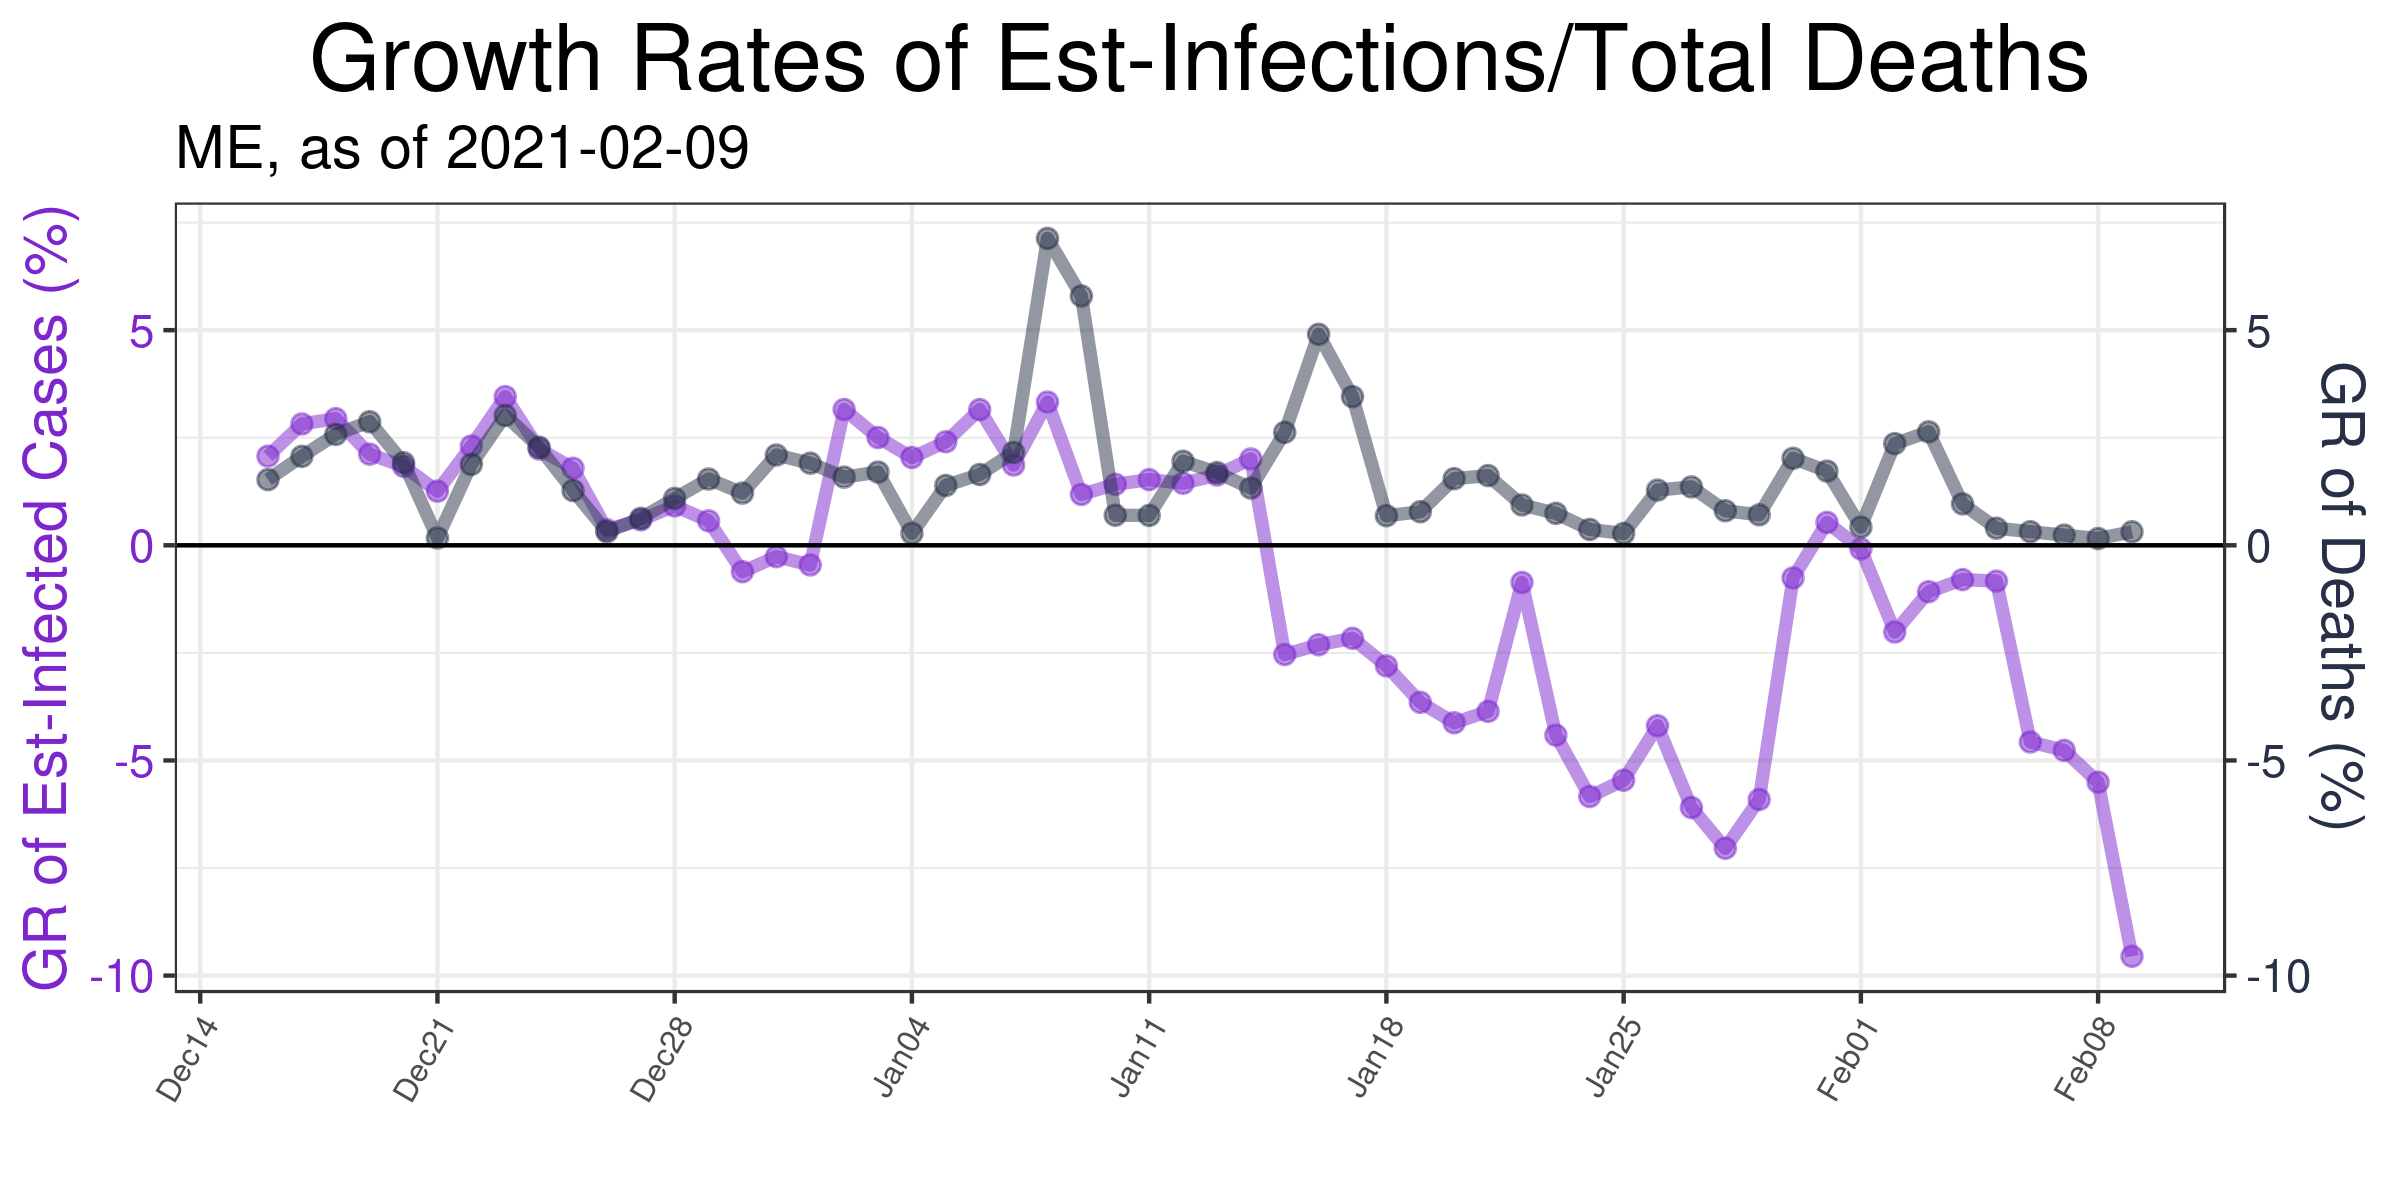 Growth Rates of Est-Infections/Total Deaths
ME, as of 2021-02-09
GR of Est-Infected Cases (%)
5
0
-5
-10
5
0
-5
-10
GR of Deaths (%)
Dec14
Dec21
Dec28
Jan04
Jan11
Jan18
Jan25
Feb01
Feb08